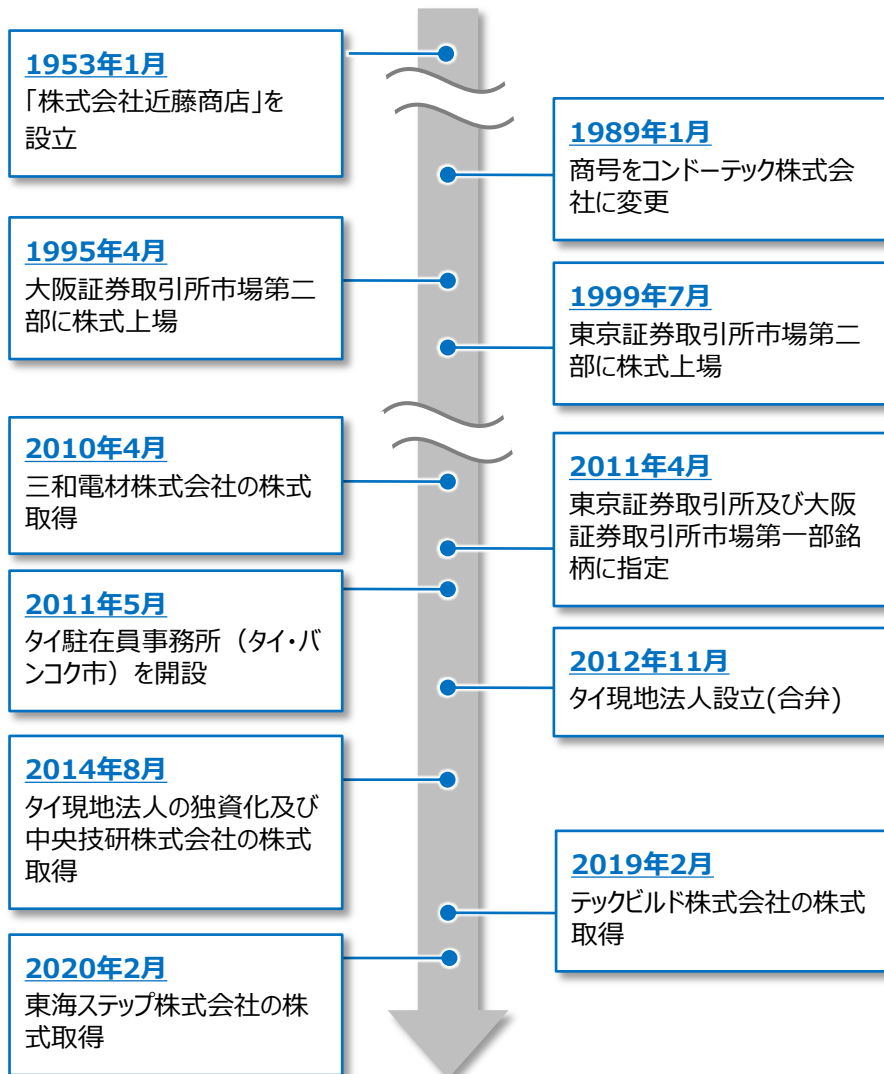 1953年1月
「株式会社近藤商店」を
設立
1989年1月
商号をコンドーテック株式会
社に変更
1995年4月
大阪証券取引所市場第二
部に株式上場
1999年7月
東京証券取引所市場第二
部に株式上場
2010年4月
三和電材株式会社の株式
取得
2011年4月
東京証券取引所及び大阪
証券取引所市場第一部銘
柄に指定
2011年5月
タイ駐在員事務所（タイ・バ
ンコク市）を開設
2012年11月
タイ現地法人設立(合弁)
2014年8月
タイ現地法人の独資化及び
中央技研株式会社の株式
取得
2019年2月
テックビルド株式会社の株式
取得
2020年2月
東海ステップ株式会社の株
式取得